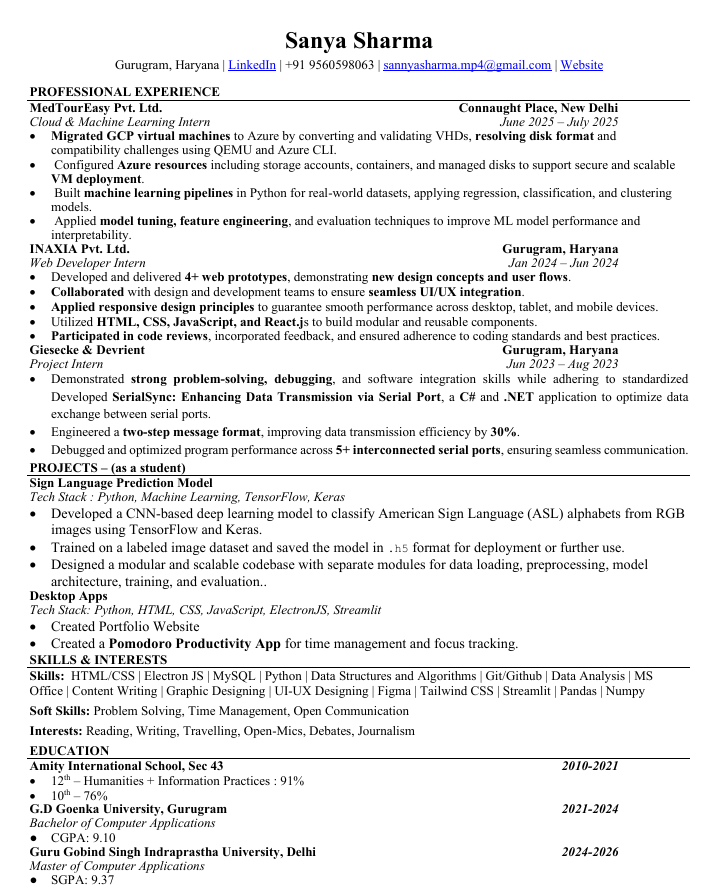 Sanya Sharma
Gurugram, Haryana | LinkedIn | +91 9560598063 | sannyasharma.mp4@gmail.com | Website
PROFESSIONAL EXPERIENCE
MedTourEasy Pvt. Ltd. Connaught Place, New Delhi
Cloud & Machine Learning Intern June 2025 – July 2025
• Migrated GCP virtual machines to Azure by converting and validating VHDs, resolving disk format and
compatibility challenges using QEMU and Azure CLI.
• Configured Azure resources including storage accounts, containers, and managed disks to support secure and scalable
VM deployment.
• Built machine learning pipelines in Python for real-world datasets, applying regression, classification, and clustering
models.
• Applied model tuning, feature engineering, and evaluation techniques to improve ML model performance and
interpretability.
INAXIA Pvt. Ltd. Gurugram, Haryana
Web Developer Intern Jan 2024 – Jun 2024
• Developed and delivered 4+ web prototypes, demonstrating new design concepts and user flows.
• Collaborated with design and development teams to ensure seamless UI/UX integration.
• Applied responsive design principles to guarantee smooth performance across desktop, tablet, and mobile devices.
• Utilized HTML, CSS, JavaScript, and React.js to build modular and reusable components.
• Participated in code reviews, incorporated feedback, and ensured adherence to coding standards and best practices.
Giesecke & Devrient Gurugram, Haryana
Project Intern Jun 2023 – Aug 2023
• Demonstrated strong problem-solving, debugging, and software integration skills while adhering to standardized
Developed SerialSync: Enhancing Data Transmission via Serial Port, a C# and .NET application to optimize data
exchange between serial ports.
• Engineered a two-step message format, improving data transmission efficiency by 30%.
• Debugged and optimized program performance across 5+ interconnected serial ports, ensuring seamless communication.
PROJECTS – (as a student)
Sign Language Prediction Model
Tech Stack : Python, Machine Learning, TensorFlow, Keras
• Developed a CNN-based deep learning model to classify American Sign Language (ASL) alphabets from RGB
images using TensorFlow and Keras.
• Trained on a labeled image dataset and saved the model in .h5 format for deployment or further use.
• Designed a modular and scalable codebase with separate modules for data loading, preprocessing, model
architecture, training, and evaluation..
Desktop Apps
Tech Stack: Python, HTML, CSS, JavaScript, ElectronJS, Streamlit
• Created Portfolio Website
• Created a Pomodoro Productivity App for time management and focus tracking.
SKILLS & INTERESTS
Skills: HTML/CSS | Electron JS | MySQL | Python | Data Structures and Algorithms | Git/Github | Data Analysis | MS
Office | Content Writing | Graphic Designing | UI-UX Designing | Figma | Tailwind CSS | Streamlit | Pandas | Numpy
Soft Skills: Problem Solving, Time Management, Open Communication
Interests: Reading, Writing, Travelling, Open-Mics, Debates, Journalism
EDUCATION
Amity International School, Sec 43 2010-2021
• 12th – Humanities + Information Practices : 91%
• 10th – 76%
G.D Goenka University, Gurugram 2021-2024
Bachelor of Computer Applications
• CGPA: 9.10
Guru Gobind Singh Indraprastha University, Delhi 2024-2026
Master of Computer Applications
• SGPA: 9.37